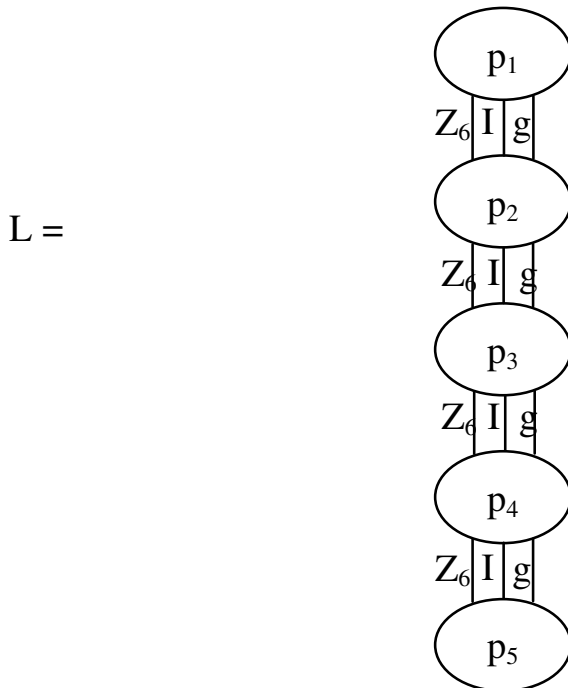 p₁
Z₆ I g
p₂
L =
Z₆ I g
p₃
Z₆ I g
p₄
Z₆ I g
p₅